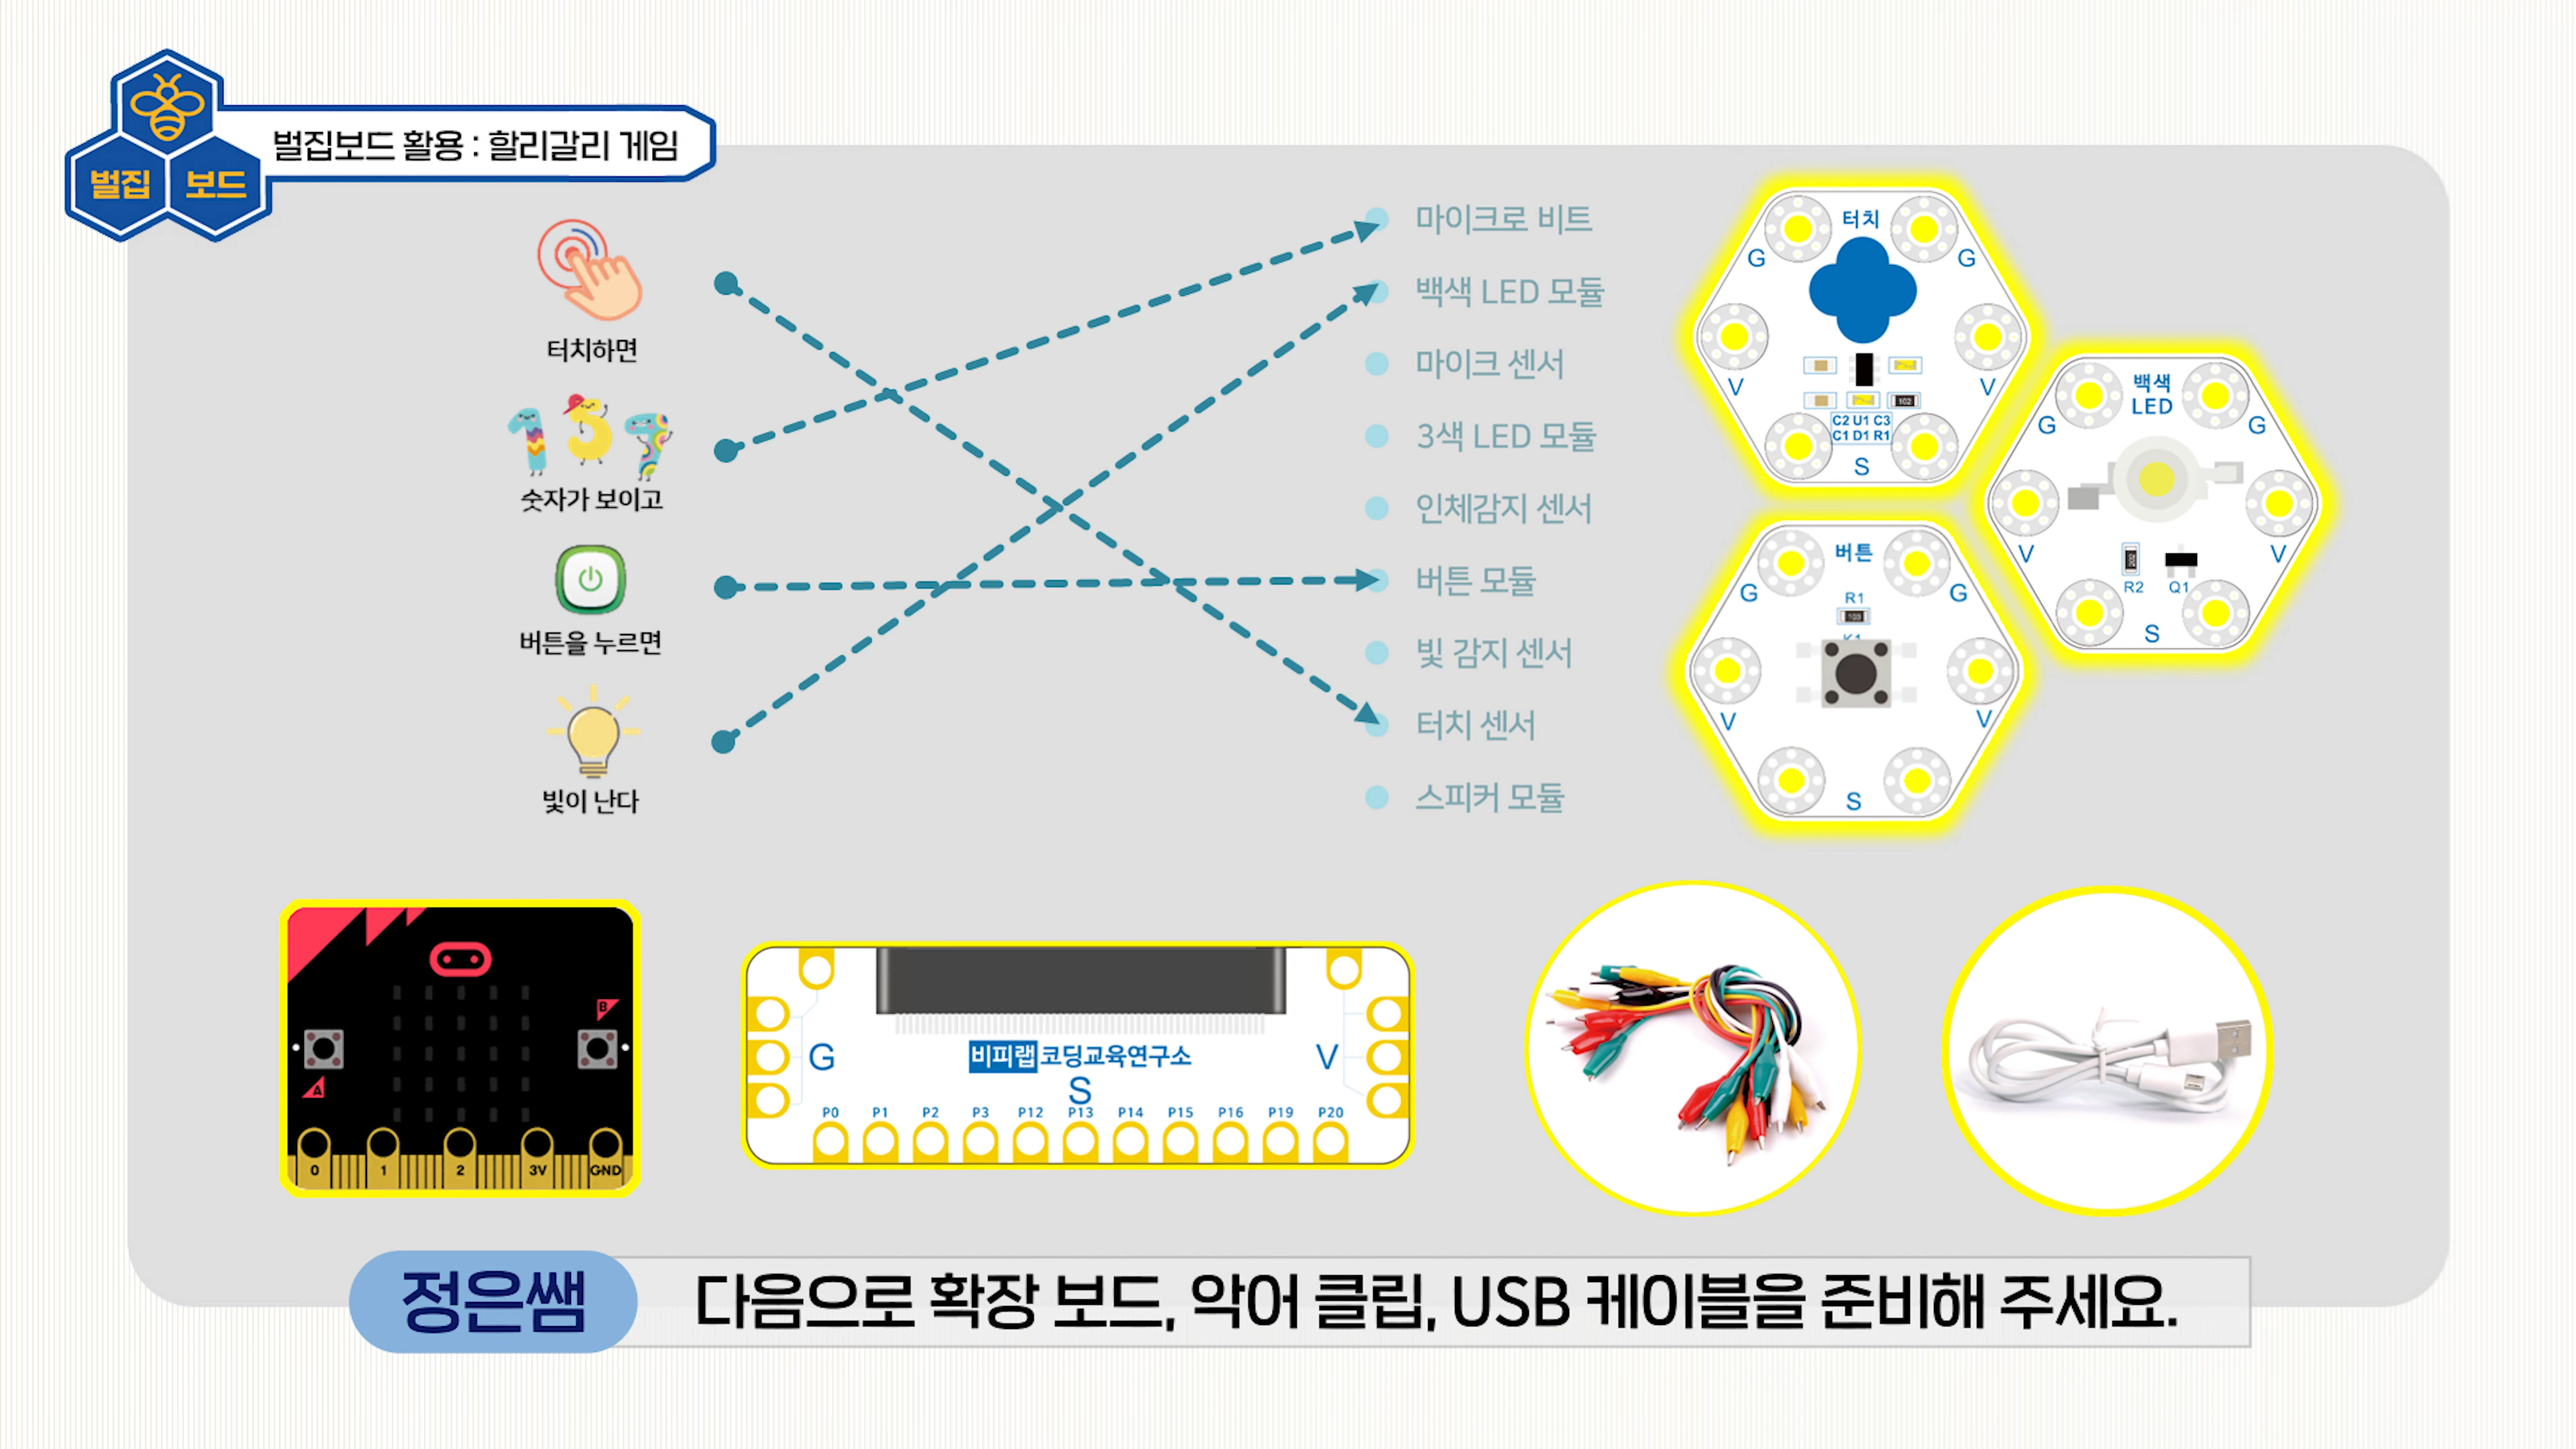 벌집보드 활용 : 할리갈리 게임
벌집 보드
터치하면
숫자가 보이고
버튼을 누르면
빛이 난다
마이크로 비트
백색 LED 모듈
마이크 센서
3색 LED 모듈
인체감지 센서
버튼 모듈
빛 감지 센서
터치 센서
스피커 모듈
터치
G G
V V
102
C2 U1 C3
C1 D1 R1
S
백색
LED
G G
V V
202
R2 Q1
S
버튼
G G
R1
103
K1
V V
S
B
A
0 1 2 3V GND
G 비피랩코딩교육연구소 V
S
P0 P1 P2 P3 P12 P13 P14 P15 P16 P19 P20
정은쌤 다음으로 확장 보드, 악어 클립, USB 케이블을 준비해 주세요.